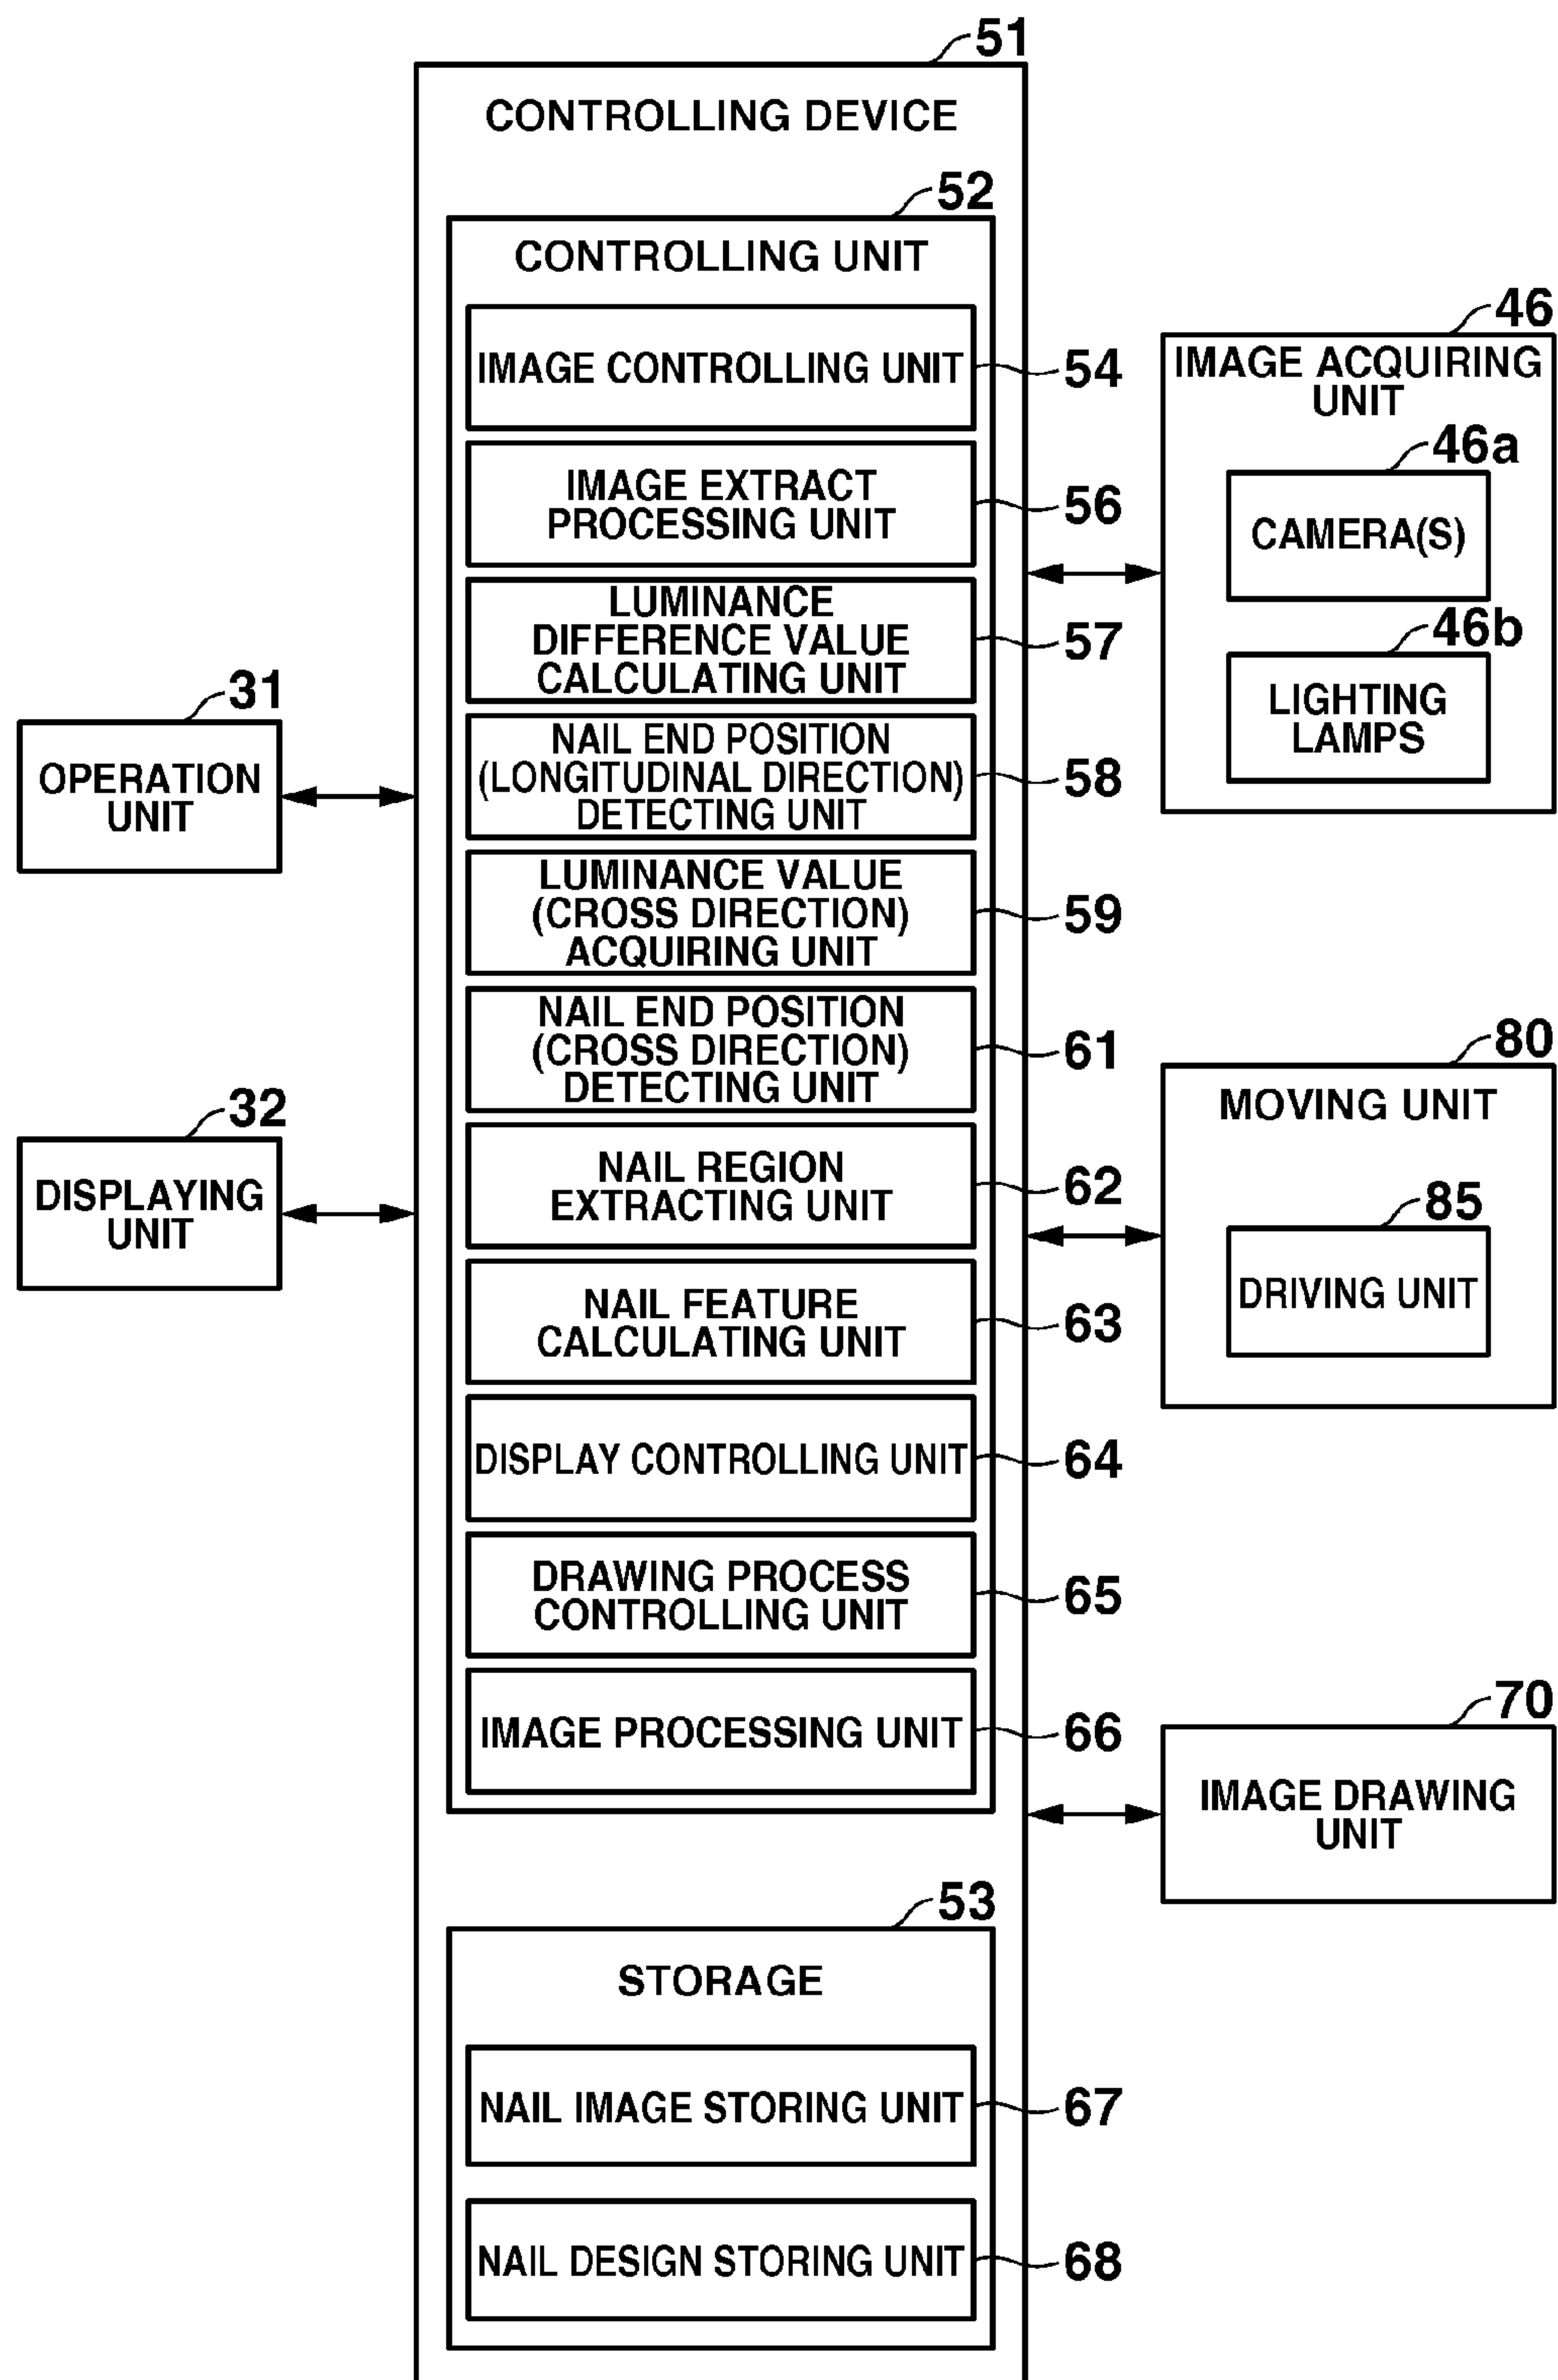 51
CONTROLLING DEVICE
52
CONTROLLING UNIT
IMAGE CONTROLLING UNIT
54
IMAGE EXTRACT
PROCESSING UNIT
56
LUMINANCE
DIFFERENCE VALUE
CALCULATING UNIT
57
NAIL END POSITION
(LONGITUDINAL DIRECTION)
DETECTING UNIT
58
LUMINANCE VALUE
(CROSS DIRECTION)
ACQUIRING UNIT
59
NAIL END POSITION
(CROSS DIRECTION)
DETECTING UNIT
61
NAIL REGION
EXTRACTING UNIT
62
NAIL FEATURE
CALCULATING UNIT
63
DISPLAY CONTROLLING UNIT
64
DRAWING PROCESS
CONTROLLING UNIT
65
IMAGE PROCESSING UNIT
66
53
STORAGE
NAIL IMAGE STORING UNIT
67
NAIL DESIGN STORING UNIT
68
31
OPERATION
UNIT
32
DISPLAYING
UNIT
46
IMAGE ACQUIRING
UNIT
46a
CAMERA(S)
46b
LIGHTING
LAMPS
80
MOVING UNIT
85
DRIVING UNIT
70
IMAGE DRAWING
UNIT